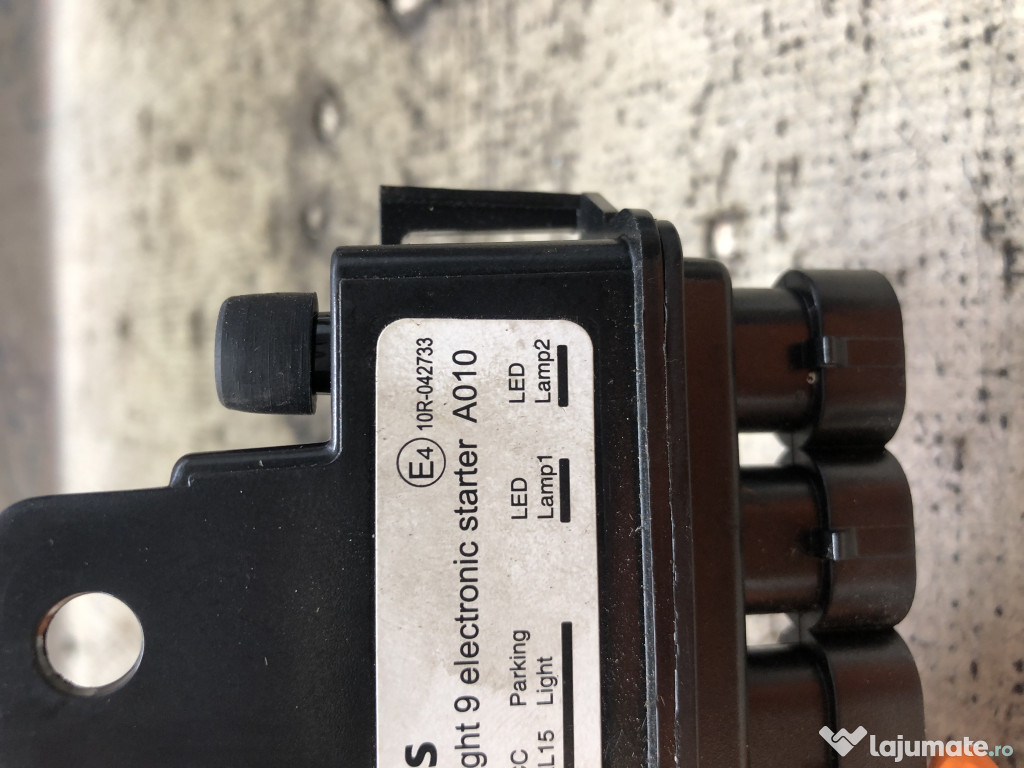 E4 10R-042733
ght 9 electronic starter A010
LED
Lamp2
LED
Lamp1
Parking
Light
L15
lajumate.ro